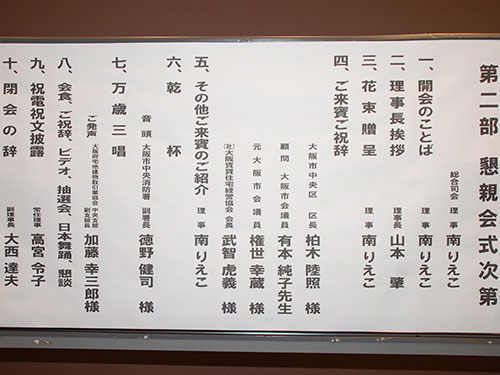 第二部 懇親会式次第
総合司会 理事 南りえこ
一、開会のことば 理事 南りえこ
二、理事長挨拶 理事長 山本 肇
三、花束贈呈 理事 南りえこ
四、ご来賓ご祝辞
大阪市中央区 区長 柏木 陸照 様
顧問 大阪市会議員 有本 純子先生
元大阪市会議員 権世 幸蔵 様
(社)大阪賃貸住宅経営協会 会長 武智 虎義 様
五、その他ご来賓のご紹介 理事 南りえこ
六、乾 杯
音頭 大阪市中央消防署 副署長 徳野 健司 様
七、万歳三唱
ご発声 大阪府宅地建物取引業協会 中央支部 副支部長 加藤 幸三郎様
八、会食、ご祝辞、ビデオ、抽選会、日本舞踊、懇談
九、祝電祝文披露 常任理事 高宮 令子
十、閉会の辞 副理事長 大西 達夫